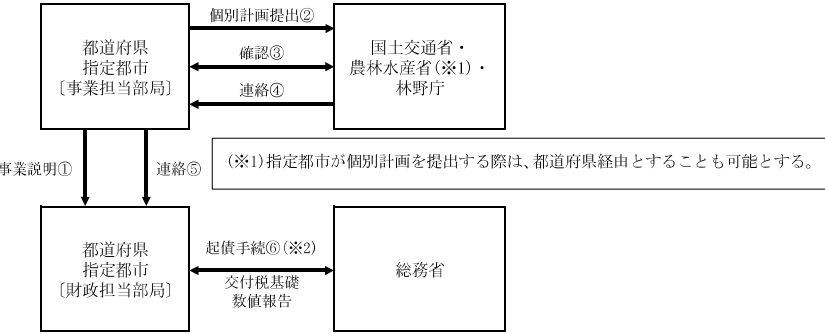 個別計画提出②
都道府県
指定都市
〔事業担当部局〕
確認③
連絡④
国土交通省・
農林水産省(※1)・
林野庁
事業説明①
連絡⑤
(※1)指定都市が個別計画を提出する際は、都道府県経由とすることも可能とする。
都道府県
指定都市
〔財政担当部局〕
起債手続⑥(※2)
交付税基礎
数値報告
総務省